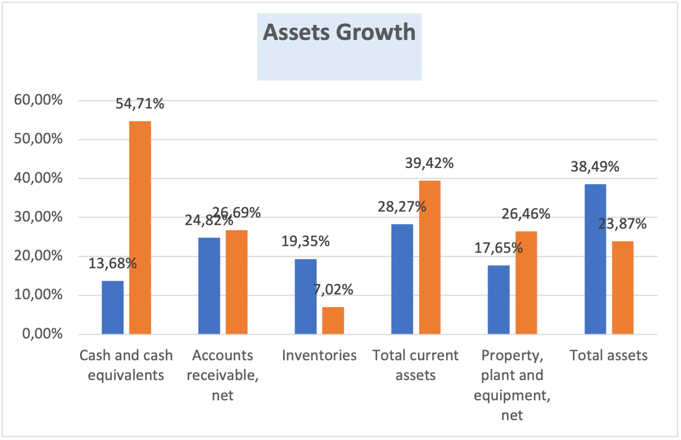 Assets Growth
60,00%
50,00%
40,00%
30,00%
20,00%
10,00%
0,00%
13,68%
54,71%
24,82%
26,69%
19,35%
7,02%
28,27%
39,42%
17,65%
26,46%
38,49%
23,87%
Cash and cash
equivalents
Accounts
receivable,
net
Inventories
Total current
assets
Property,
plant and
equipment,
net
Total assets